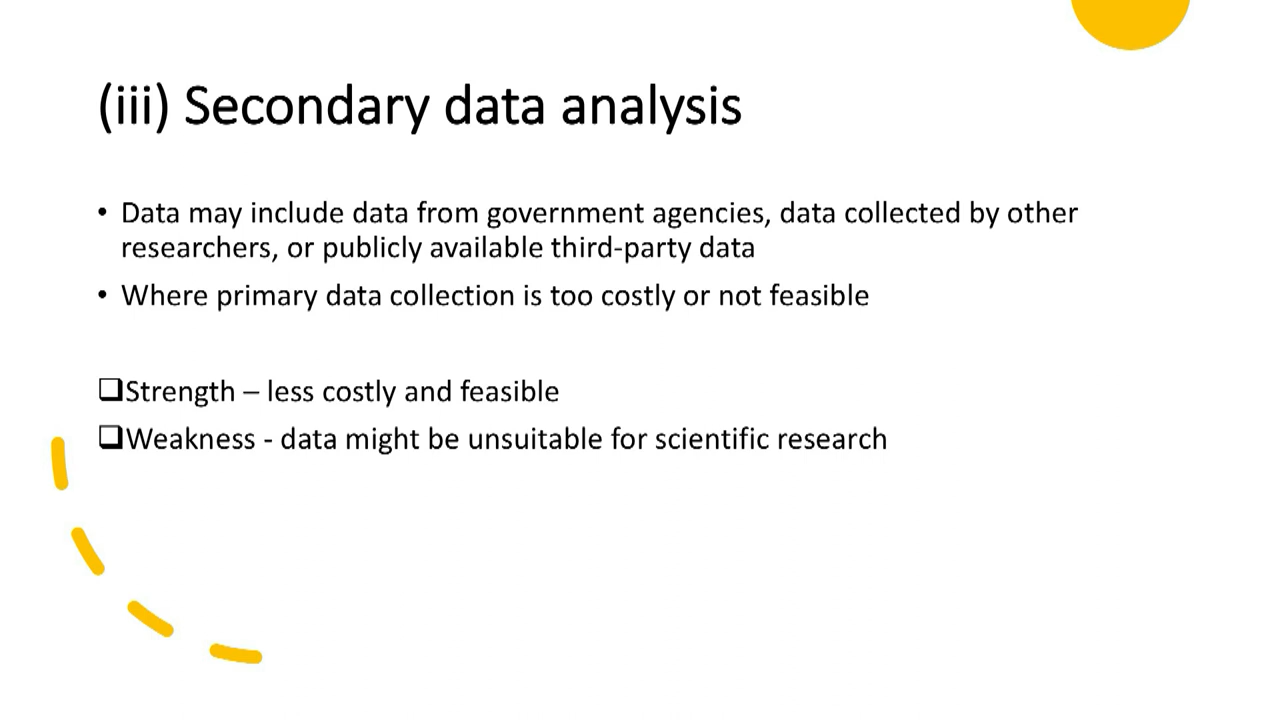 (iii) Secondary data analysis
• Data may include data from government agencies, data collected by other
researchers, or publicly available third-party data
• Where primary data collection is too costly or not feasible
❑Strength – less costly and feasible
❑Weakness - data might be unsuitable for scientific research